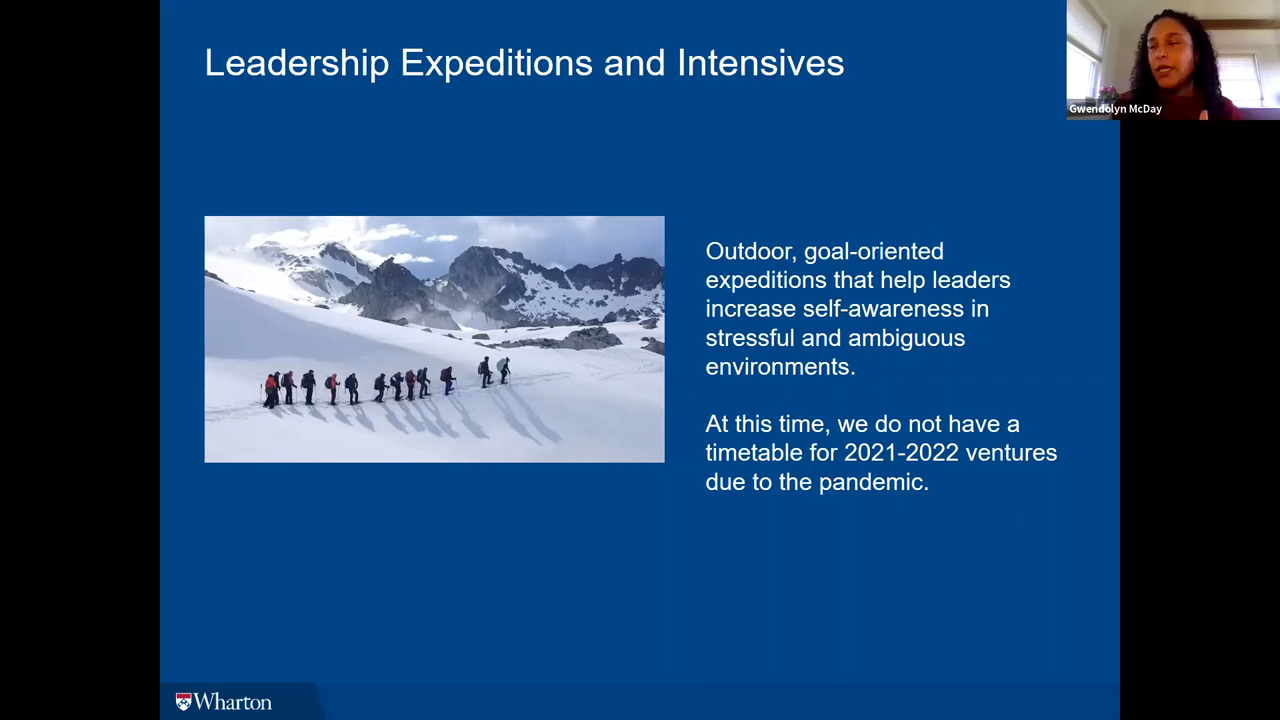 Leadership Expeditions and Intensives
Gwendolyn McDay
Outdoor, goal-oriented
expeditions that help leaders
increase self-awareness in
stressful and ambiguous
environments.
At this time, we do not have a
timetable for 2021-2022 ventures
due to the pandemic.
Wharton